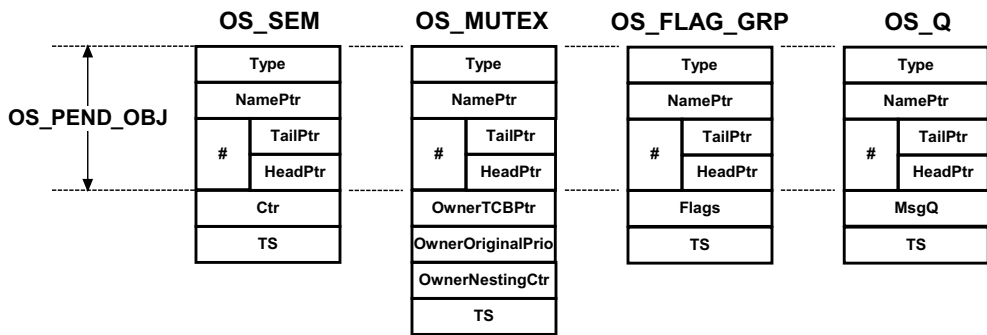 OS_SEM OS_MUTEX OS_FLAG_GRP OS_Q
Type Type Type Type
NamePtr NamePtr NamePtr NamePtr
OS_PEND_OBJ
# TailPtr # TailPtr # TailPtr # TailPtr
HeadPtr HeadPtr HeadPtr HeadPtr
Ctr OwnerTCBPtr Flags MsgQ
TS OwnerOriginalPrio TS TS
OwnerNestingCtr
TS